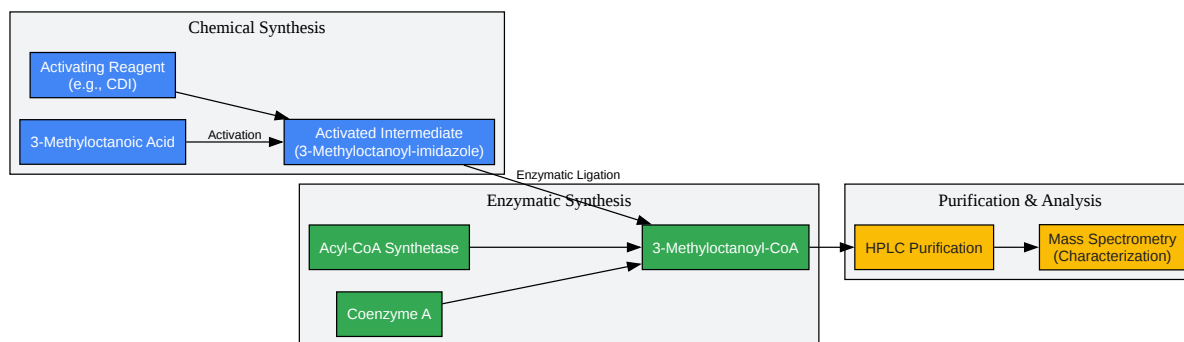 Chemical Synthesis
Activating Reagent
(e.g., CDI)
3-Methyloctanoic Acid
Activation
Activated Intermediate
(3-Methyloctanoyl-imidazole)
Enzymatic Ligation
Enzymatic Synthesis
Acyl-CoA Synthetase
Coenzyme A
3-Methyloctanoyl-CoA
Purification & Analysis
HPLC Purification
Mass Spectrometry
(Characterization)